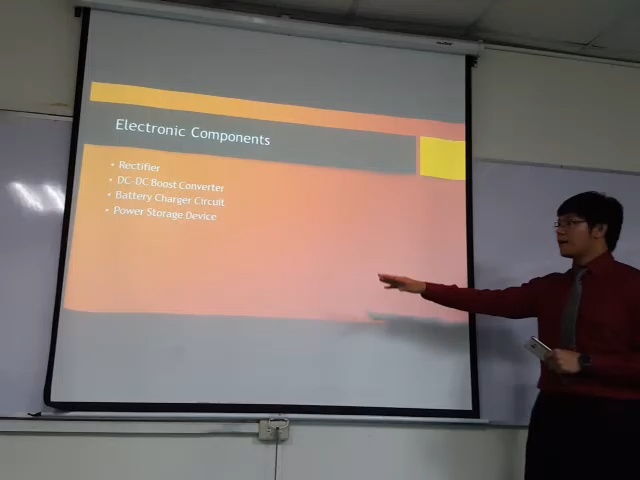 Electronic Components
• Rectifier
• DC-DC Boost Converter
• Battery Charger Circuit
• Power Storage Device